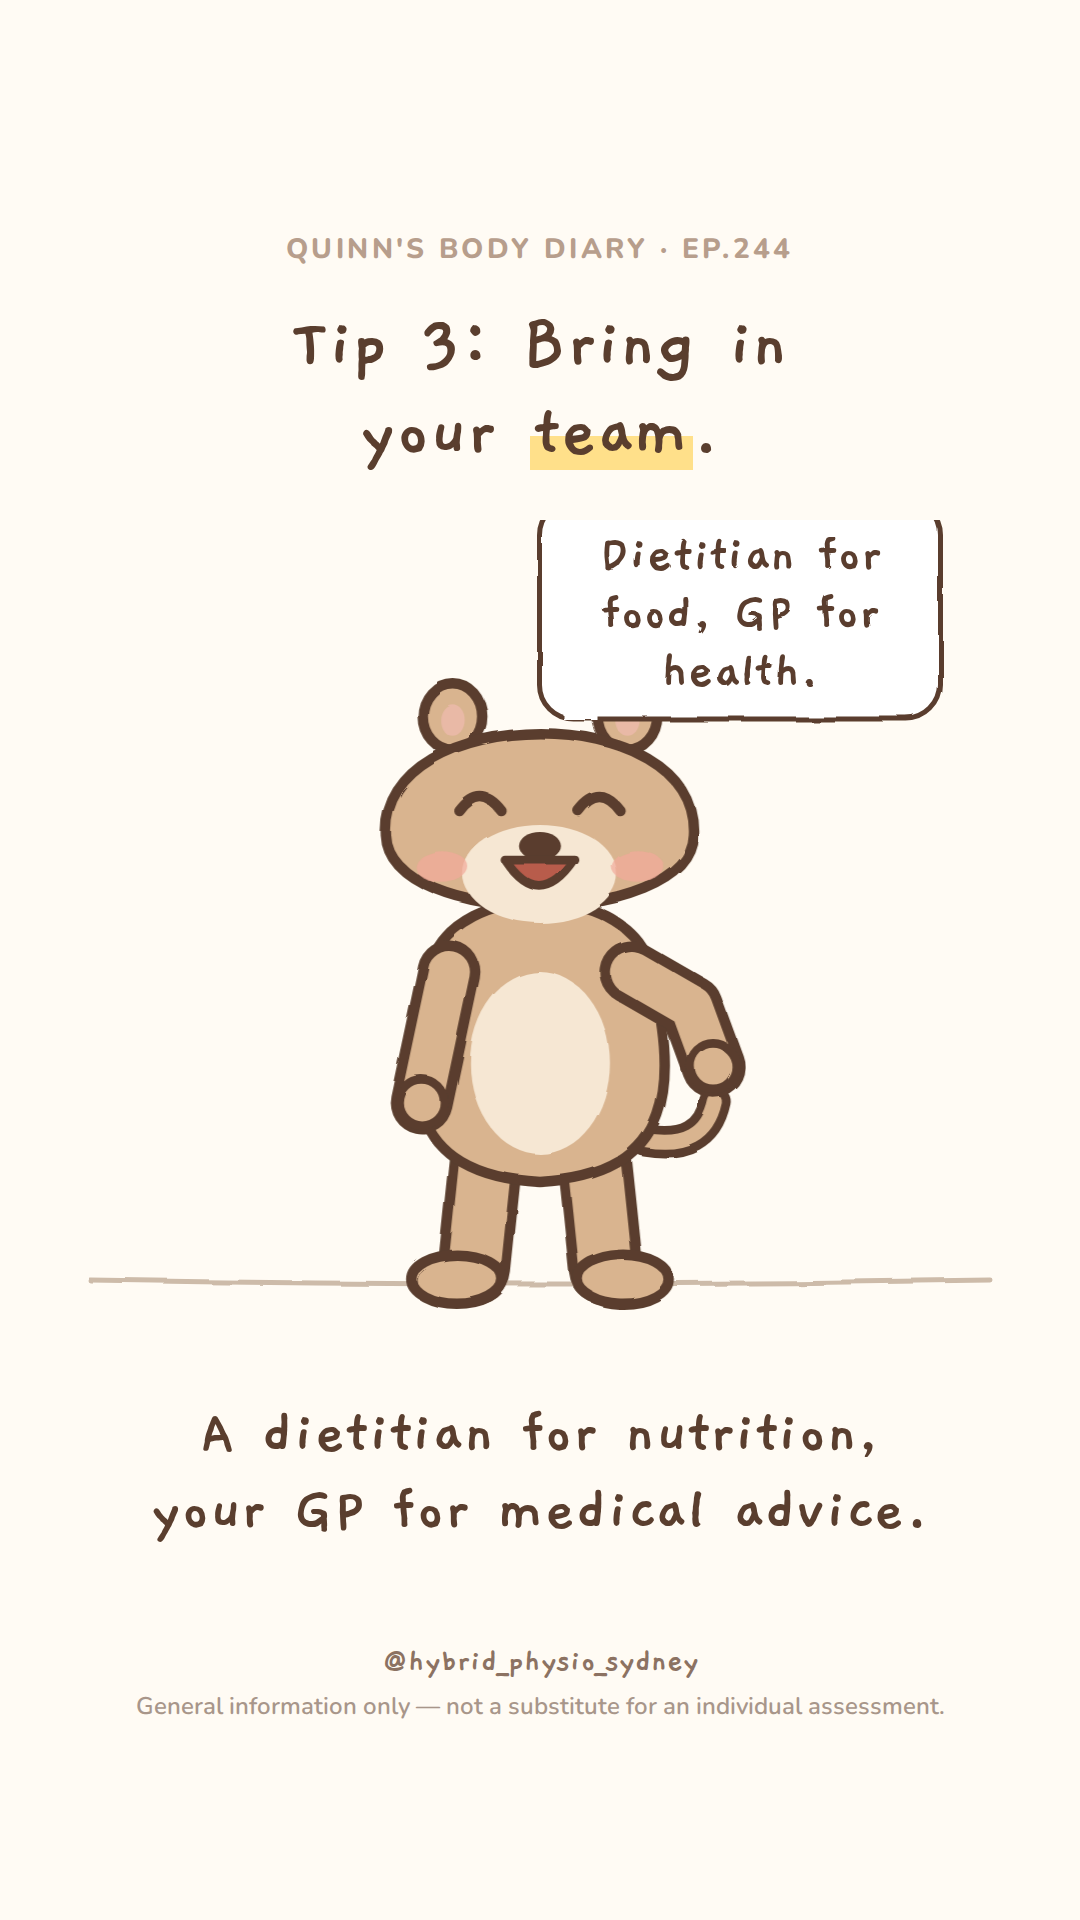 QUINN'S BODY DIARY · EP.244
Tip 3: Bring in
your team.
Dietitian for
food, GP for
health.
A dietitian for nutrition,
your GP for medical advice.
@hybrid_physio_sydney
General information only — not a substitute for an individual assessment.